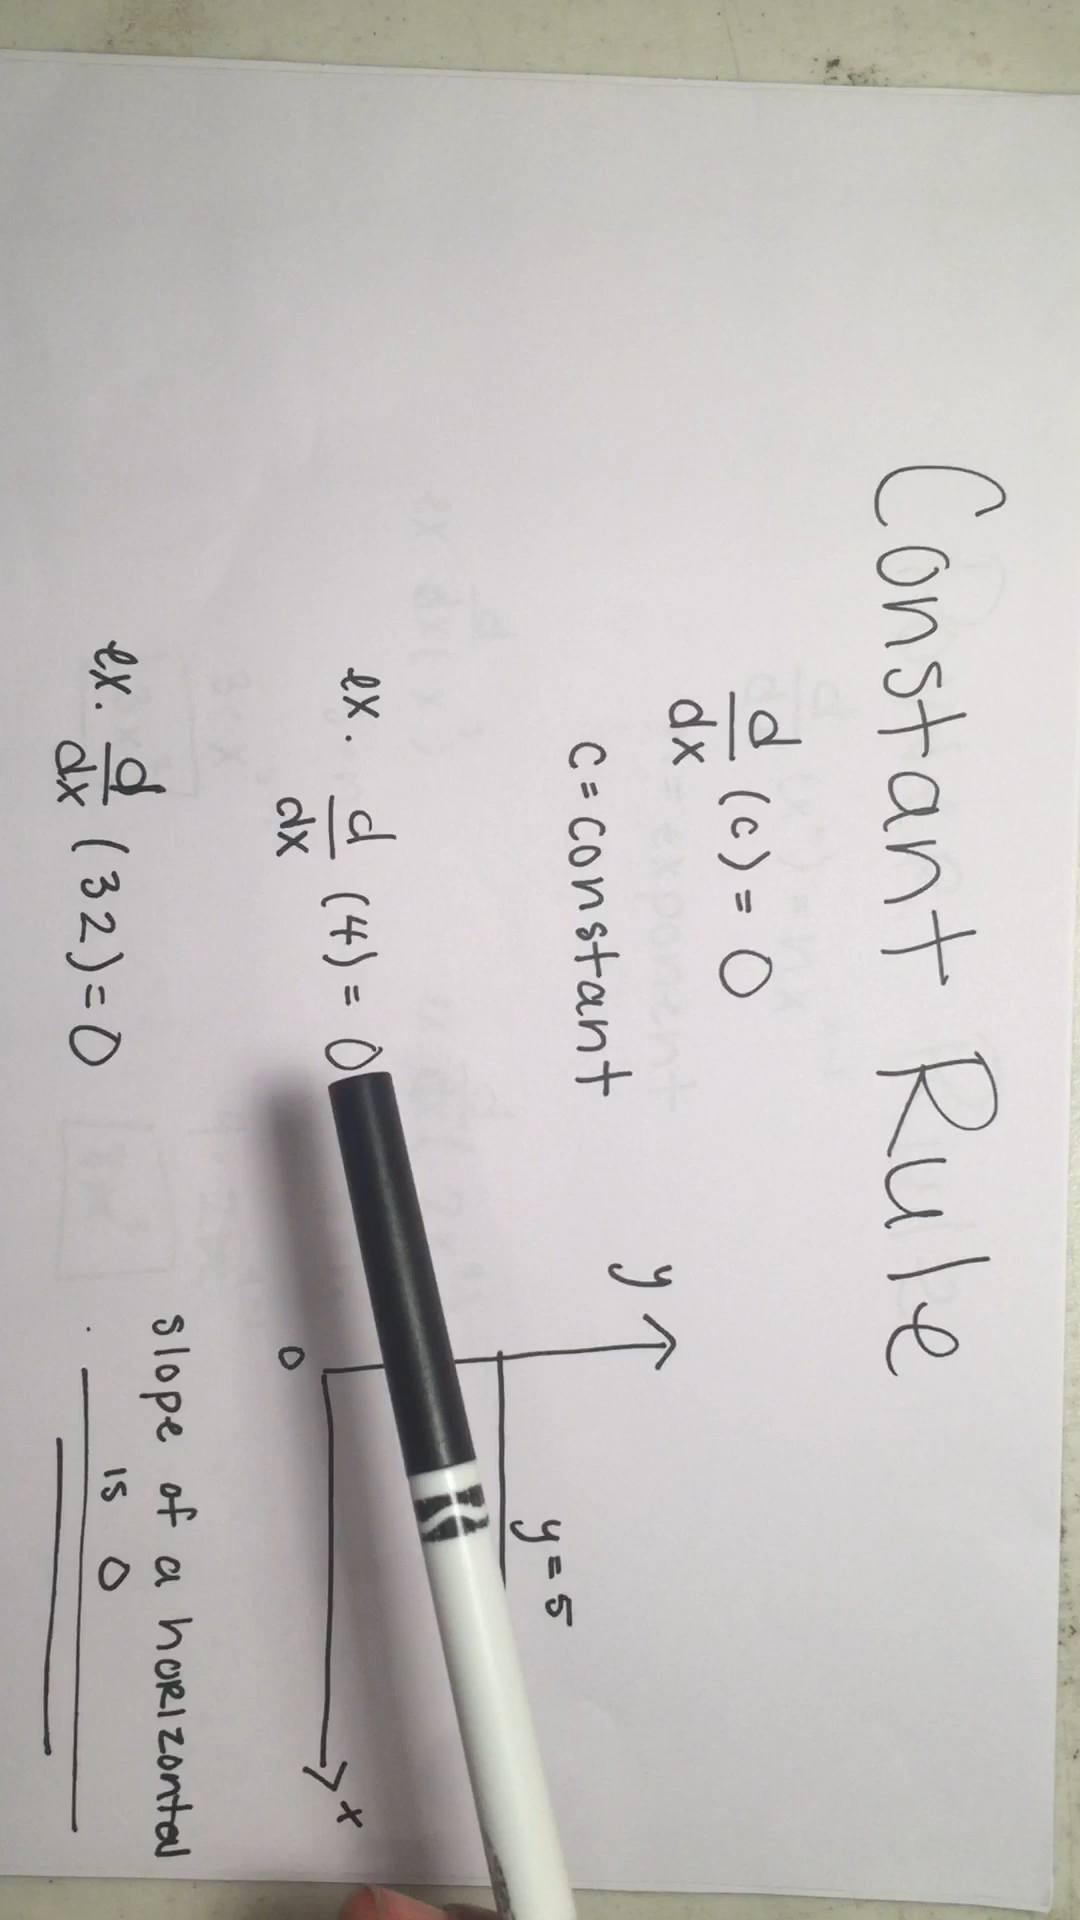 Constant Rule
d/dx (c) = 0
c = constant
ex. d/dx (4) = 0
ex. d/dx (32) = 0
y
y = 5
0
x
slope of a horizontal
is 0